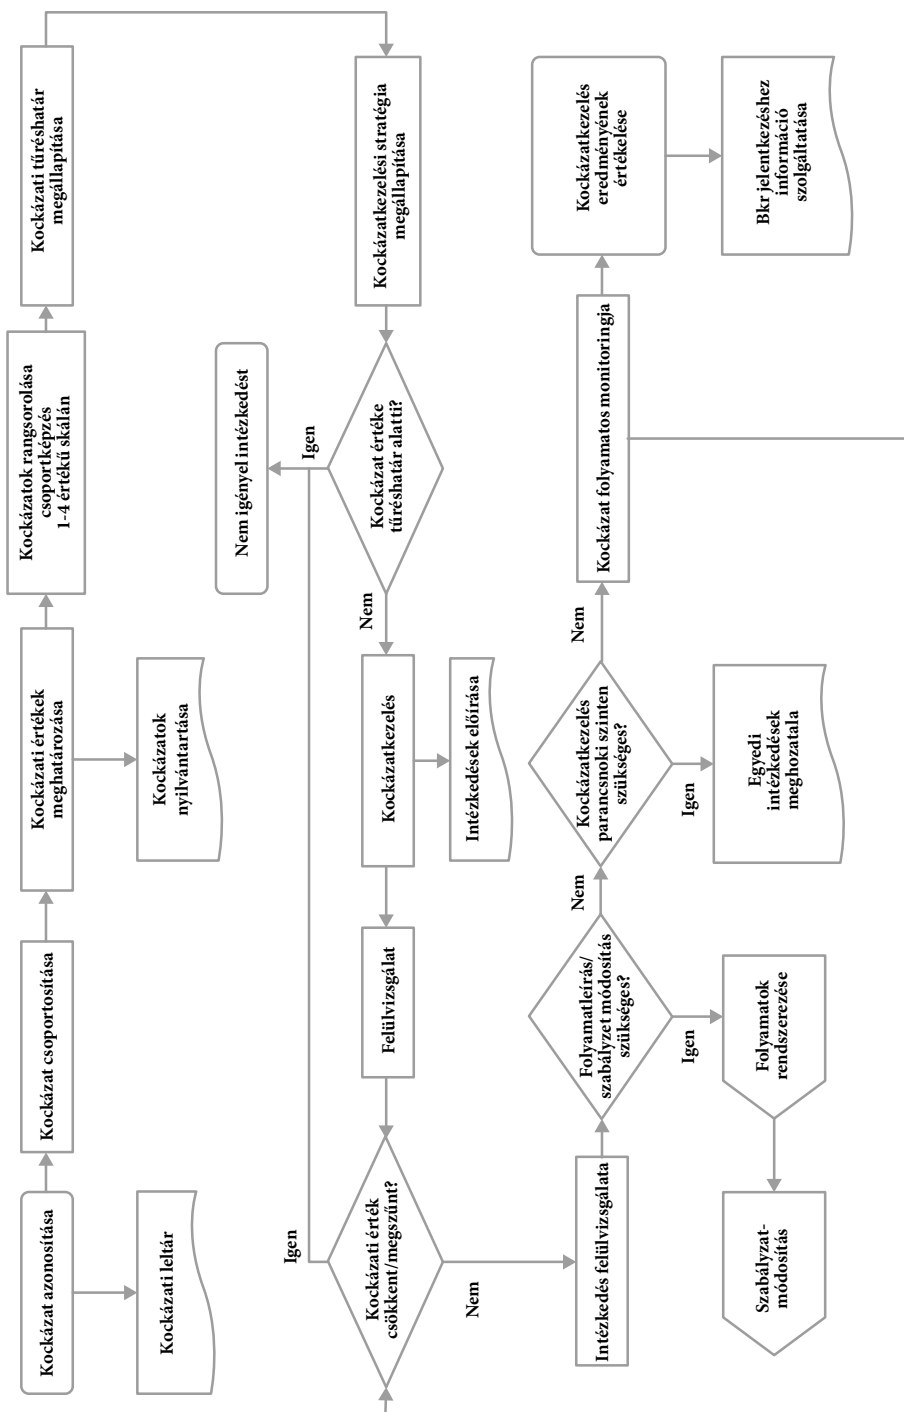 Kockázat azonosítása
Kockázati leltár
Kockázat csoportosítása
Kockázati értékek
meghatározása
Kockázatok
nyilvántartása
Kockázatok rangsorolása
csoportképzés
1-4 értékű skálán
Kockázati tűréshatár
megállapítása
Kockázatkezelési stratégia
megállapítása
Kockázat értéke
tűréshatár alatti?
Igen
Nem igényel intézkedést
Nem
Kockázatkezelés
Intézkedések előírása
Felülvizsgálat
Kockázati érték
csökkent/megszűnt?
Igen
Nem
Intézkedés felülvizsgálata
Folyamatleírás/
szabályzet módosítás
szükséges?
Igen
Folyamatok
rendszerezése
Szabályzat-
módosítás
Nem
Kockázatkezelés
parancsnoki szinten
szükséges?
Igen
Egyedi
intézkedések
meghozatala
Nem
Kockázat folyamatos monitoringja
Kockázatkezelés
eredményének
értékelése
Bkr jelentkezéshez
információ
szolgáltatása